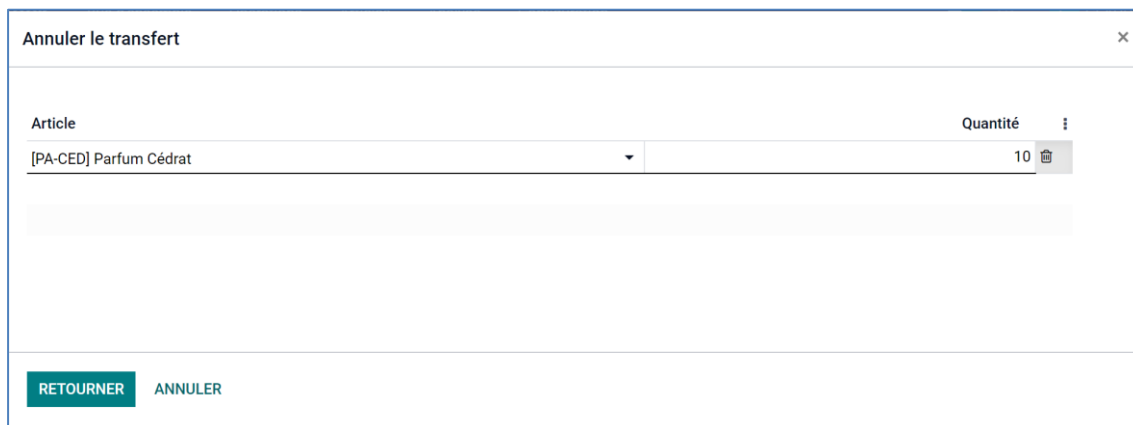 Annuler le transfert ×
Article Quantité
[PA-CED] Parfum Cédrat 10
RETOURNER ANNULER